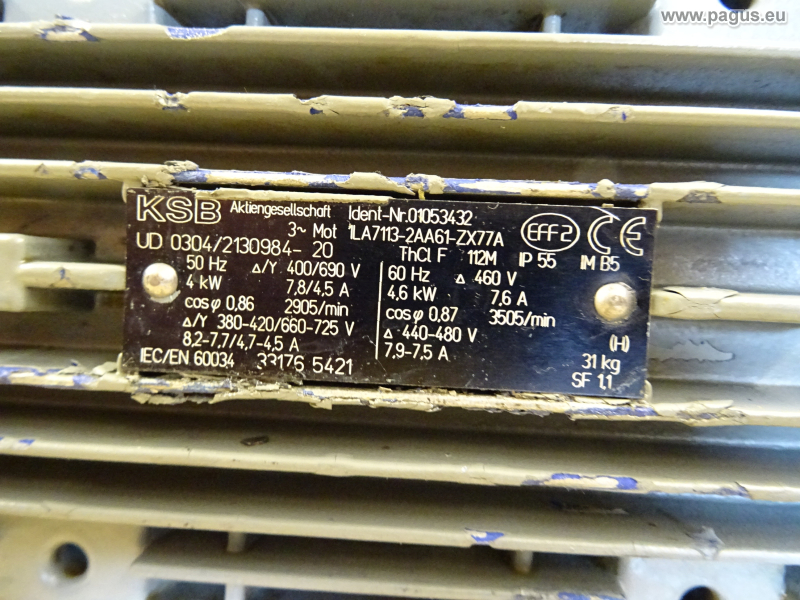 www.pagus.eu
KSB Aktiengesellschaft Ident-Nr.01053432
3~ Mot 1LA7113-2AA61-ZX77A EFF2 CE
UD 0304/2130984-20 ThCl.F 112M IP 55 IM B5
50 Hz Δ/Y 400/690 V 60 Hz Δ 460 V
4 kW 7,8/4,5 A 4,6 kW 7,6 A
cosφ 0,86 2905/min cosφ 0,87 3505/min
Δ/Y 380-420/660-725 V Δ 440-480 V (H)
8,2-7,7/4,7-4,5 A 7,9-7,5 A 31 kg
IEC/EN 60034 33176 5421 SF 1,1